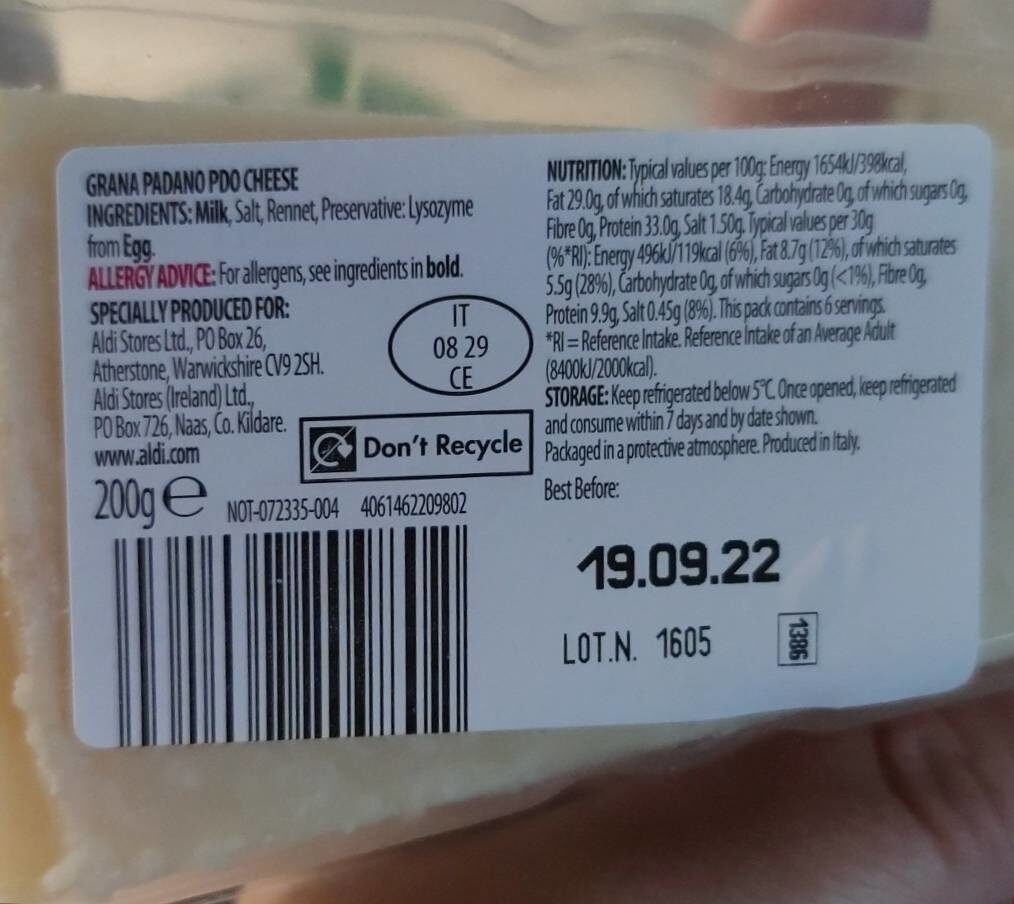 GRANA PADANO PDO CHEESE
INGREDIENTS: Milk, Salt, Rennet, Preservative: Lysozyme
from Egg.
ALLERGY ADVICE: For allergens, see ingredients in bold.
SPECIALLY PRODUCED FOR:
Aldi Stores Ltd., PO Box 26,
Atherstone, Warwickshire CV9 2SH.
Aldi Stores (Ireland) Ltd.,
PO Box 726, Naas, Co. Kildare.
www.aldi.com
IT
08 29
CE
Don't Recycle
200g e
NOT-072335-004 4061462209802
NUTRITION: Typical values per 100g: Energy 1654kJ/398kcal,
Fat 29.0g, of which saturates 18.4g, Carbohydrate 0g, of which sugars 0g,
Fibre 0g, Protein 33.0g, Salt 1.50g. Typical values per 30g
(%*RI): Energy 496kJ/119kcal (6%), Fat 8.7g (12%), of which saturates
5.5g (28%), Carbohydrate 0g, of which sugars 0g (<1%), Fibre 0g,
Protein 9.9g, Salt 0.45g (8%). This pack contains 6 servings.
*RI = Reference Intake. Reference Intake of an Average Adult
(8400kJ/2000kcal).
STORAGE: Keep refrigerated below 5°C. Once opened, keep refrigerated
and consume within 7 days and by date shown.
Packaged in a protective atmosphere. Produced in Italy.
Best Before:
19.09.22
LOT.N. 1605
1386